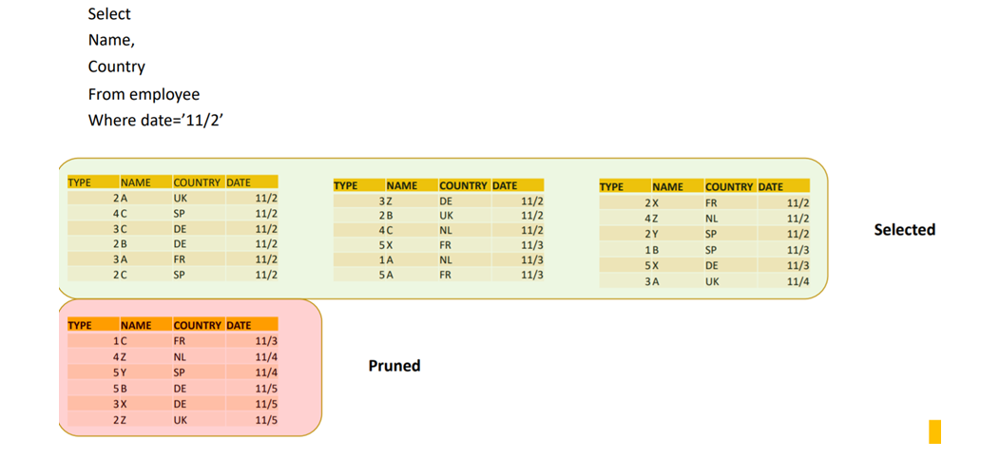 Select
Name,
Country
From employee
Where date=’11/2’
TYPE NAME COUNTRY DATE
2 A UK 11/2
4 C SP 11/2
3 C DE 11/2
2 B DE 11/2
3 A FR 11/2
2 C SP 11/2
TYPE NAME COUNTRY DATE
3 Z DE 11/2
2 B UK 11/2
4 C NL 11/2
5 X FR 11/3
1 A NL 11/3
5 A FR 11/3
TYPE NAME COUNTRY DATE
2 X FR 11/2
4 Z NL 11/2
2 Y SP 11/2
1 B SP 11/3
5 X DE 11/3
3 A UK 11/4
Selected
TYPE NAME COUNTRY DATE
1 C FR 11/3
4 Z NL 11/4
5 Y SP 11/4
5 B DE 11/5
3 X DE 11/5
2 Z UK 11/5
Pruned